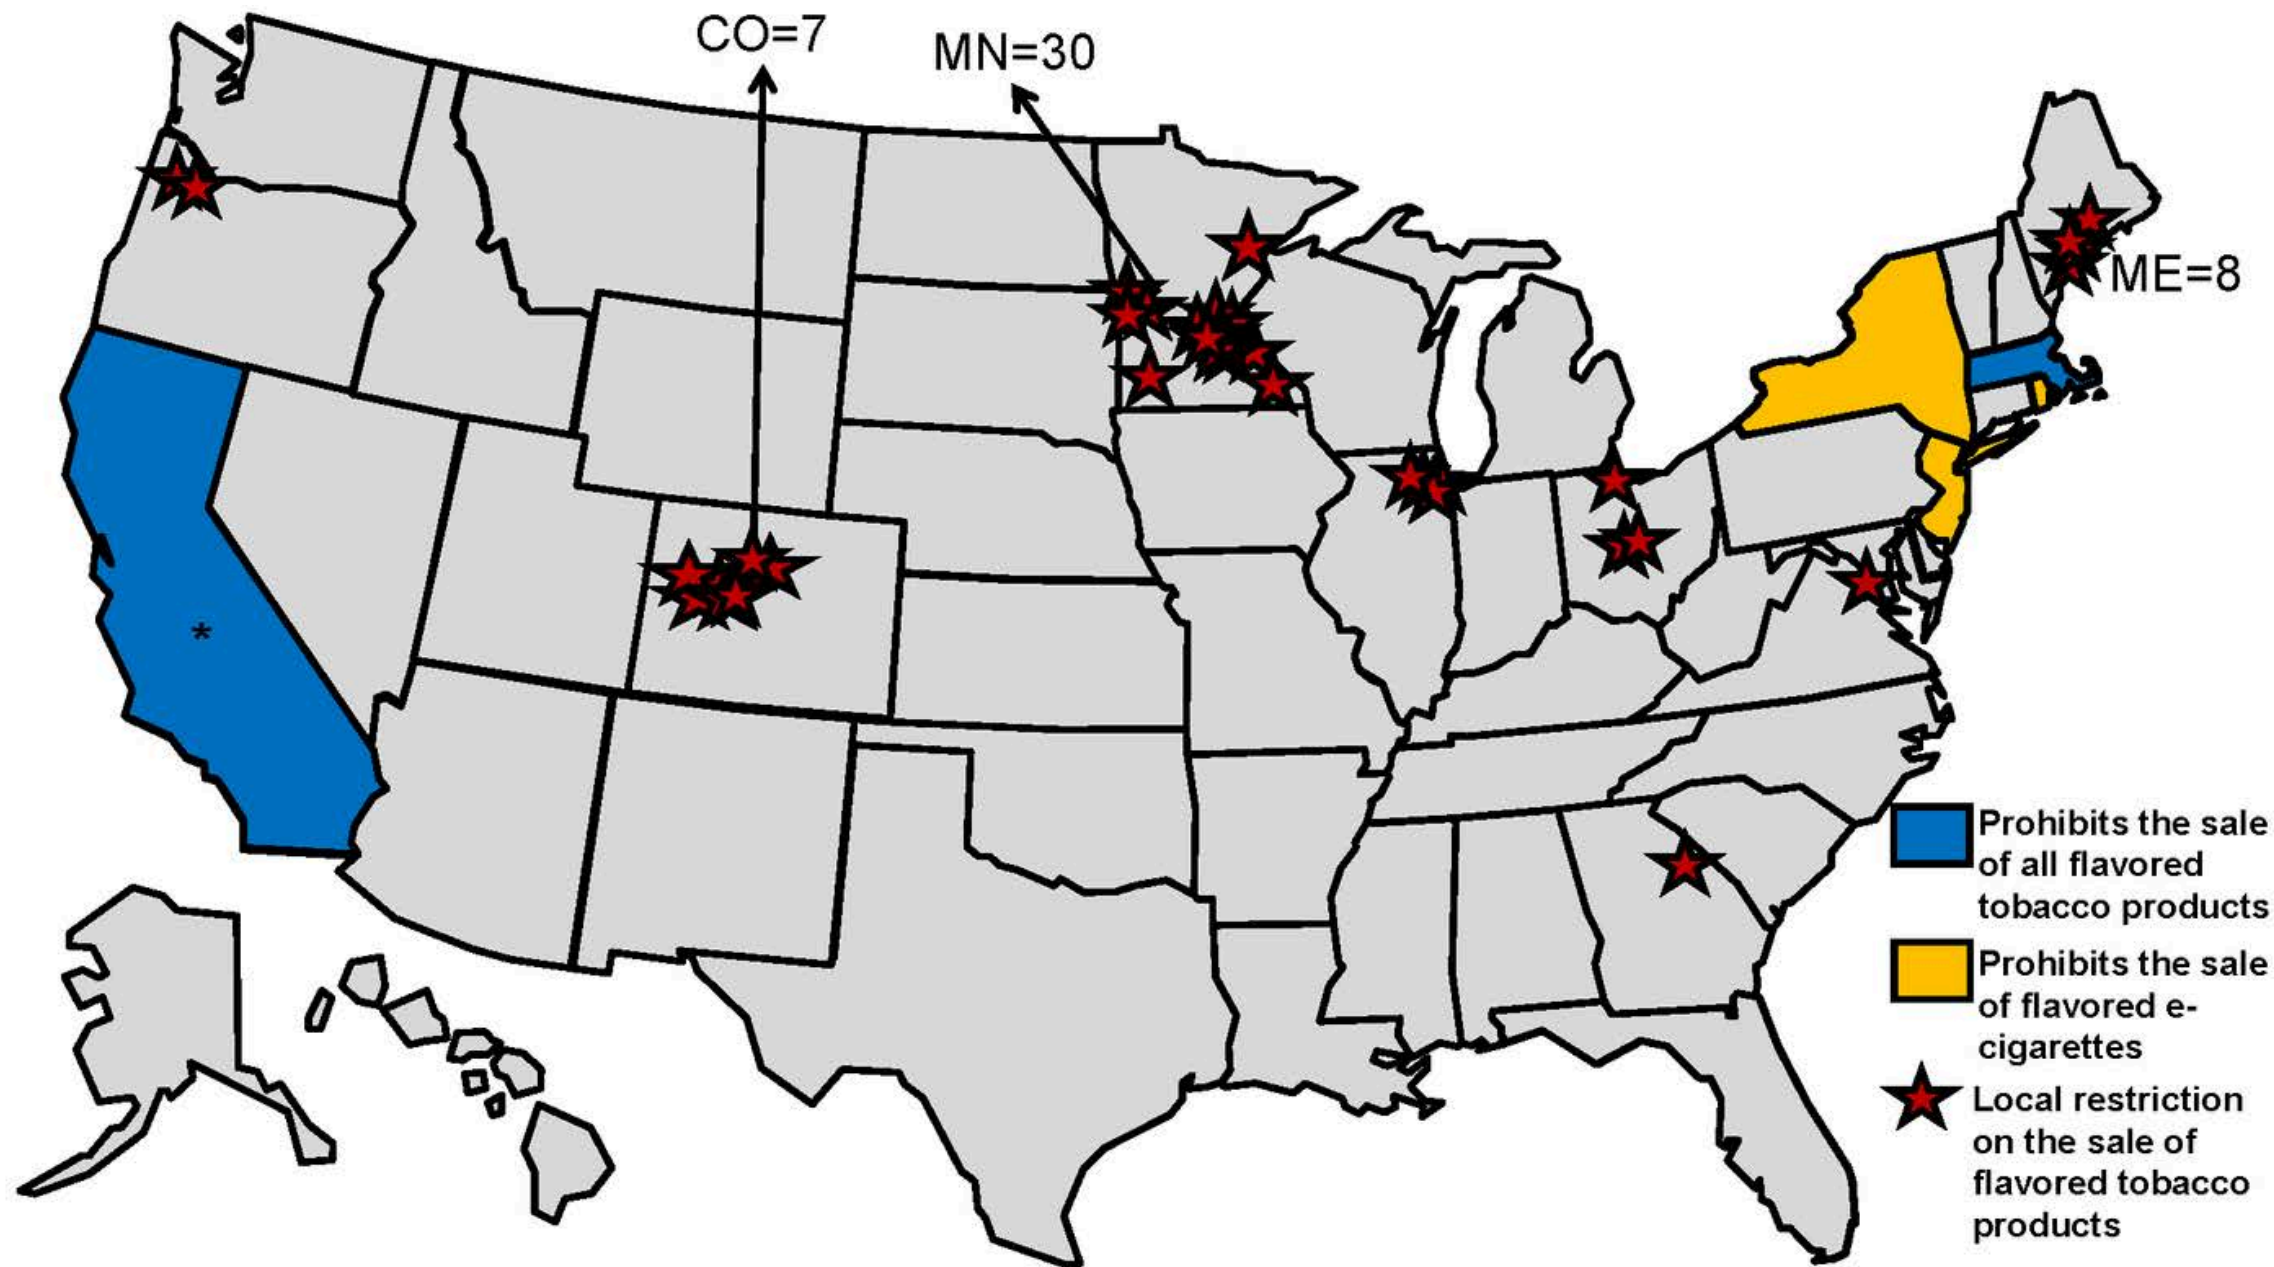 CO=7
MN=30
ME=8
*
Prohibits the sale
of all flavored
tobacco products
Prohibits the sale
of flavored e-
cigarettes
Local restriction
on the sale of
flavored tobacco
products